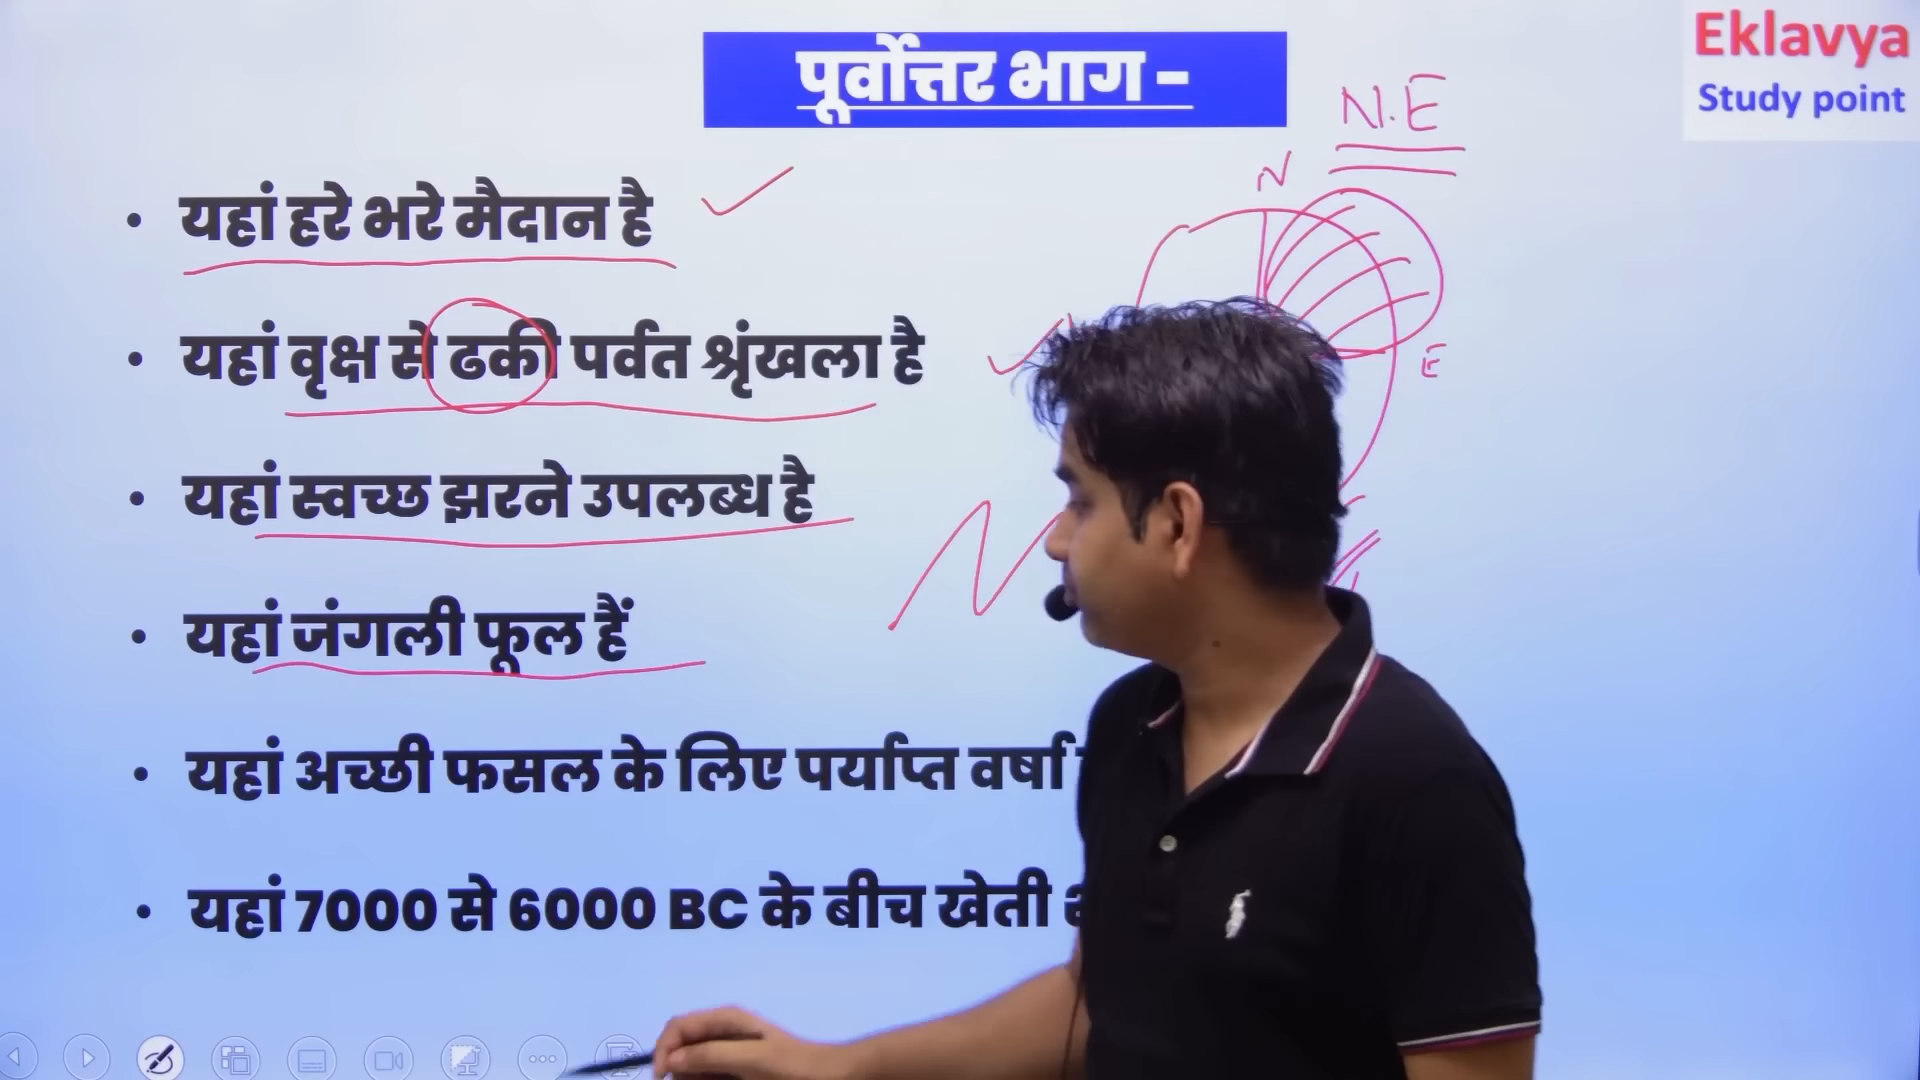 Eklavya
Study point
पूर्वोत्तर भाग -
N.E
N
यहां हरे भरे मैदान है
यहां वृक्ष से ढकी पर्वत श्रृंखला है
E
यहां स्वच्छ झरने उपलब्ध है
यहां जंगली फूल हैं
यहां अच्छी फसल के लिए पर्याप्त वर्षा
यहां 7000 से 6000 BC के बीच खेती